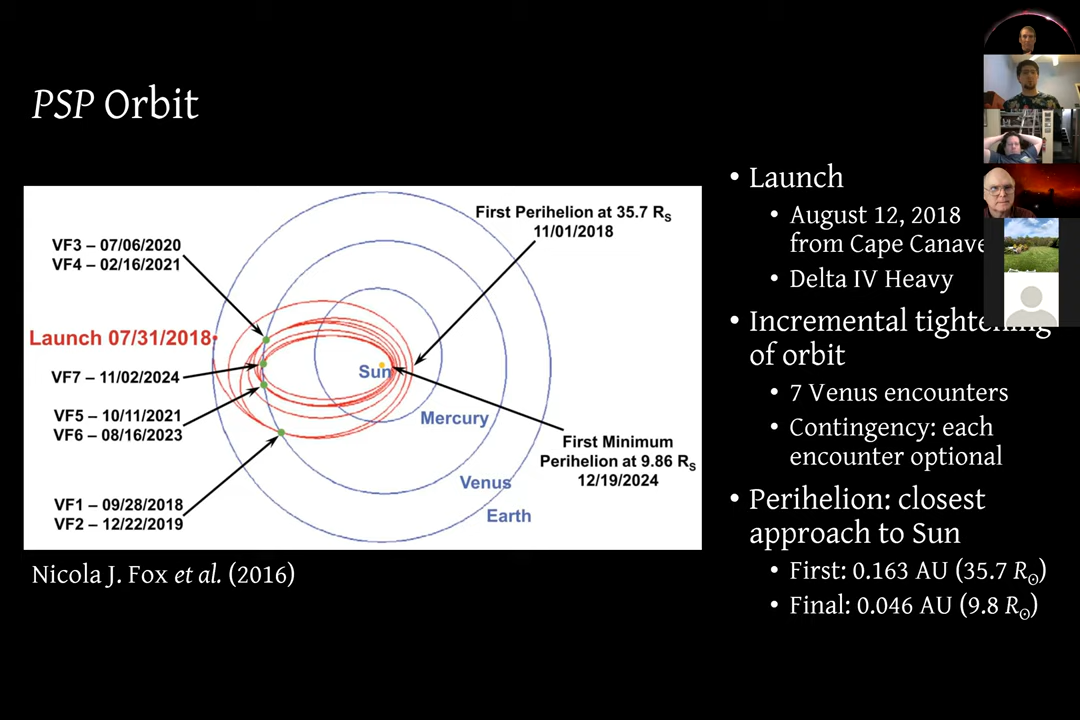 PSP Orbit
VF3 – 07/06/2020
VF4 – 02/16/2021
Launch 07/31/2018
VF7 – 11/02/2024
VF5 – 10/11/2021
VF6 – 08/16/2023
VF1 – 09/28/2018
VF2 – 12/22/2019
First Perihelion at 35.7 RS
11/01/2018
Sun
Mercury
Venus
Earth
First Minimum
Perihelion at 9.86 RS
12/19/2024
Nicola J. Fox et al. (2016)
• Launch
• August 12, 2018
from Cape Canave
• Delta IV Heavy
• Incremental tightening
of orbit
• 7 Venus encounters
• Contingency: each
encounter optional
• Perihelion: closest
approach to Sun
• First: 0.163 AU (35.7 R⊙)
• Final: 0.046 AU (9.8 R⊙)